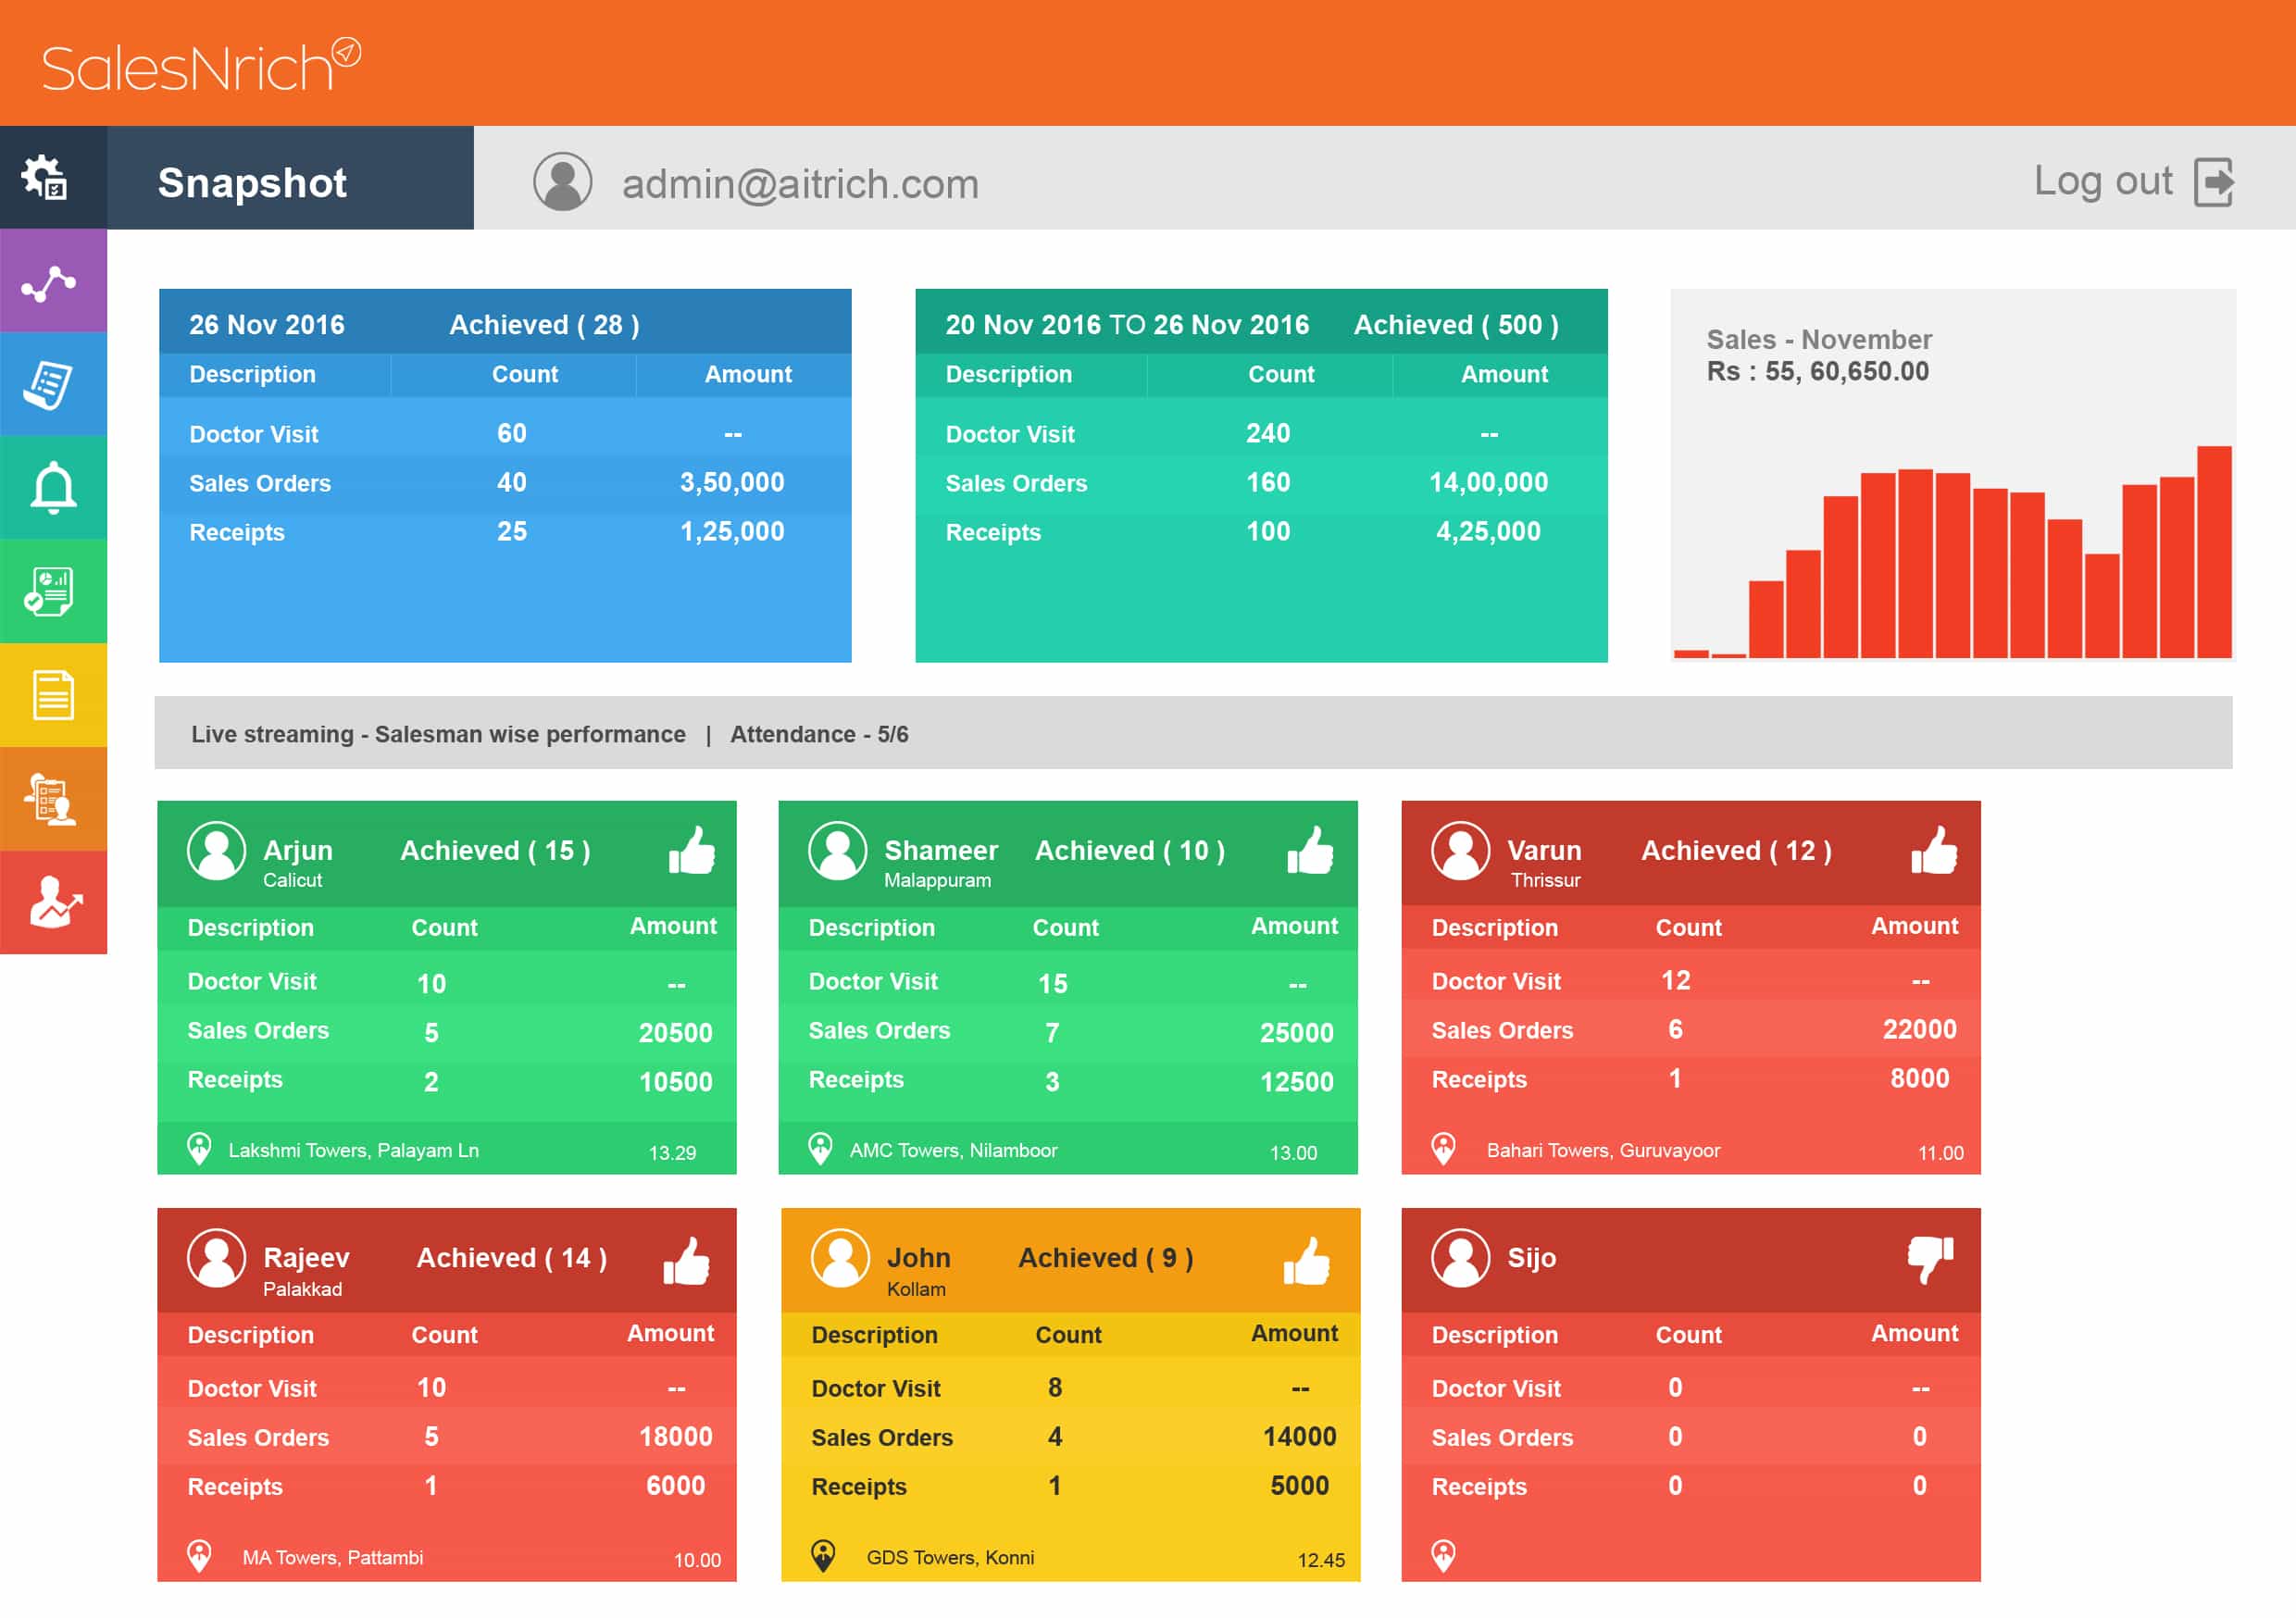 SalesNrich
Snapshot
admin@aitrich.com
Log out
26 Nov 2016 Achieved ( 28 )
Description Count Amount
Doctor Visit 60 --
Sales Orders 40 3,50,000
Receipts 25 1,25,000
20 Nov 2016 TO 26 Nov 2016 Achieved ( 500 )
Description Count Amount
Doctor Visit 240 --
Sales Orders 160 14,00,000
Receipts 100 4,25,000
Sales - November
Rs : 55, 60,650.00
Live streaming - Salesman wise performance | Attendance - 5/6
Arjun Achieved ( 15 )
Calicut
Description Count Amount
Doctor Visit 10 --
Sales Orders 5 20500
Receipts 2 10500
Lakshmi Towers, Palayam Ln 13.29
Shameer Achieved ( 10 )
Malappuram
Description Count Amount
Doctor Visit 15 --
Sales Orders 7 25000
Receipts 3 12500
AMC Towers, Nilamboor 13.00
Varun Achieved ( 12 )
Thrissur
Description Count Amount
Doctor Visit 12 --
Sales Orders 6 22000
Receipts 1 8000
Bahari Towers, Guruvayoor 11.00
Rajeev Achieved ( 14 )
Palakkad
Description Count Amount
Doctor Visit 10 --
Sales Orders 5 18000
Receipts 1 6000
MA Towers, Pattambi 10.00
John Achieved ( 9 )
Kollam
Description Count Amount
Doctor Visit 8 --
Sales Orders 4 14000
Receipts 1 5000
GDS Towers, Konni 12.45
Sijo
Description Count Amount
Doctor Visit 0 --
Sales Orders 0 0
Receipts 0 0